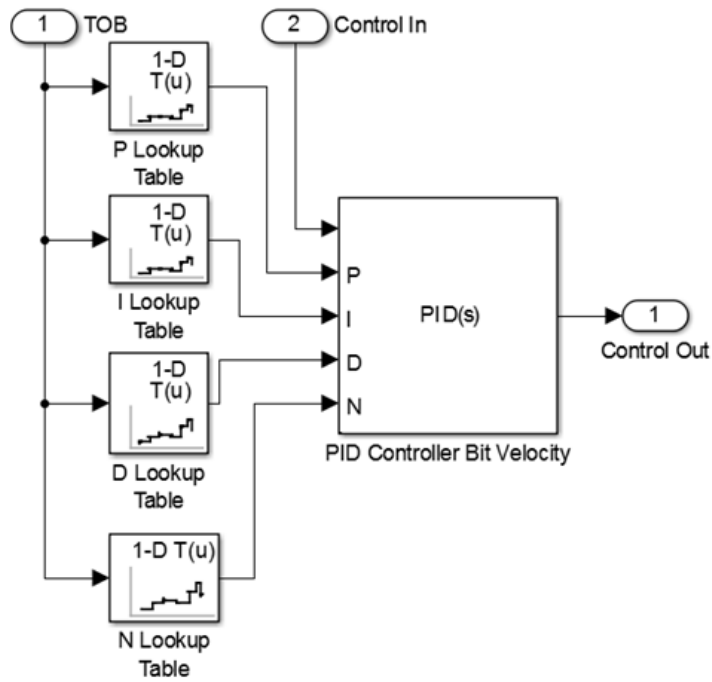 1
TOB
2
Control In
1-D
T(u)
P Lookup
Table
1-D
T(u)
I Lookup
Table
1-D
T(u)
D Lookup
Table
1-D T(u)
N Lookup
Table
P
I
D
N
PID(s)
PID Controller Bit Velocity
1
Control Out